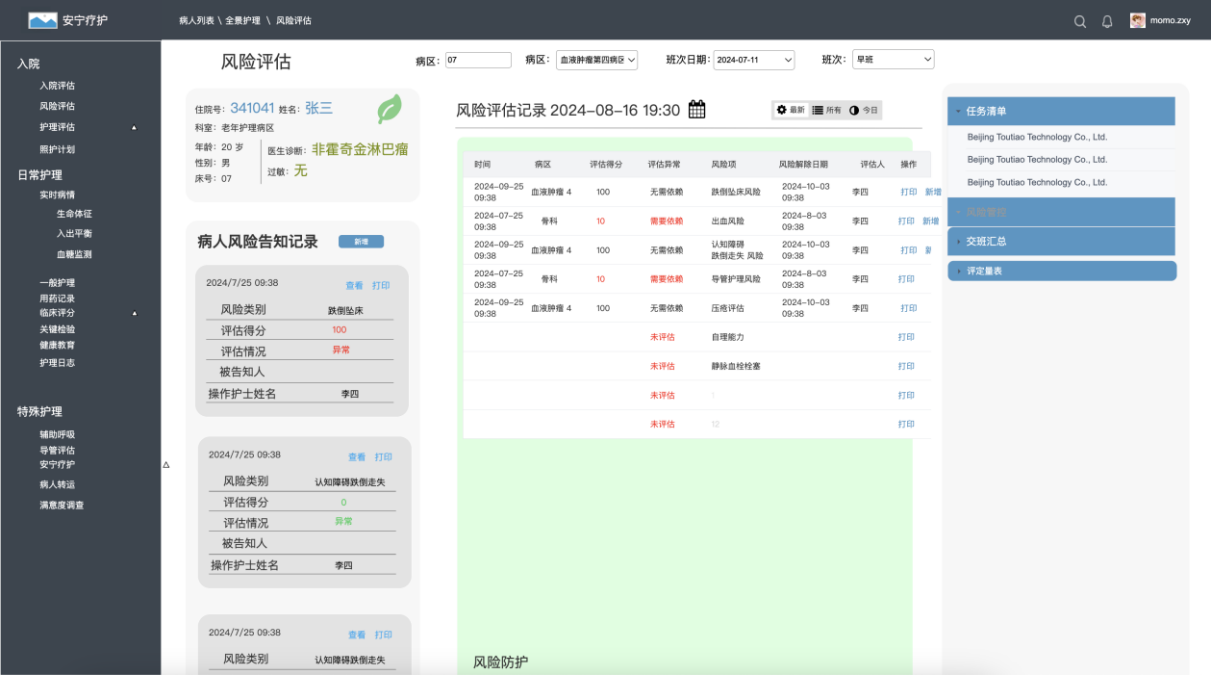 安宁疗护
病人列表 \ 全景护理 \ 风险评估
momo.zxy
入院
入院评估
风险评估
护理评估
照护计划
日常护理
实时病情
生命体征
入出平衡
血糖监测
一般护理
用药记录
临床评分
关键检验
健康教育
护理日志
特殊护理
辅助呼吸
导管评估
安宁疗护
病人转运
满意度调查
风险评估
病区: 07 病区: 血液肿瘤第四病区 班次日期: 2024-07-11 班次: 早班
住院号: 341041 姓名: 张三
科室: 老年护理病区
年龄: 20 岁
性别: 男
床号: 07
医生诊断: 非霍奇金淋巴瘤
过敏: 无
病人风险告知记录 新增
2024/7/25 09:38 查看 打印
风险类别 跌倒坠床
评估得分 100
评估情况 异常
被告知人
操作护士姓名 李四
2024/7/25 09:38 查看 打印
风险类别 认知障碍跌倒走失
评估得分 0
评估情况 异常
被告知人
操作护士姓名 李四
2024/7/25 09:38 查看 打印
风险类别 认知障碍跌倒走失
风险评估记录 2024-08-16 19:30
最新 所有 今日
时间 病区 评估得分 评估异常 风险项 风险解除日期 评估人 操作
2024-09-25 09:38 血液肿瘤 4 100 无需依赖 跌倒坠床风险 2024-10-03 09:38 李四 打印 新增
2024-07-25 09:38 骨科 10 需要依赖 出血风险 2024-8-03 09:38 李四 打印 新增
2024-09-25 09:38 血液肿瘤 4 100 无需依赖 认知障碍 跌倒走失 风险 2024-10-03 09:38 李四 打印
2024-07-25 09:38 骨科 10 需要依赖 导管护理风险 2024-8-03 09:38 李四 打印
2024-09-25 09:38 血液肿瘤 4 100 无需依赖 压疮评估 2024-10-03 09:38 李四 打印
未评估 自理能力 打印
未评估 静脉血栓栓塞 打印
未评估 1 打印
未评估 12 打印
风险防护
任务清单
Beijing Toutiao Technology Co., Ltd.
Beijing Toutiao Technology Co., Ltd.
Beijing Toutiao Technology Co., Ltd.
风险管控
交班汇总
评定量表